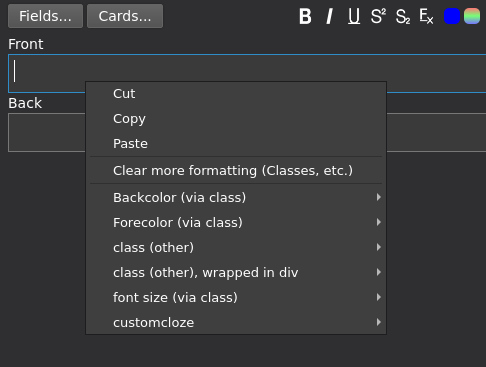 Fields... Cards... B I U S² S₂ Ex
Front
Back
Cut
Copy
Paste
Clear more formatting (Classes, etc.)
Backcolor (via class)
Forecolor (via class)
class (other)
class (other), wrapped in div
font size (via class)
customcloze